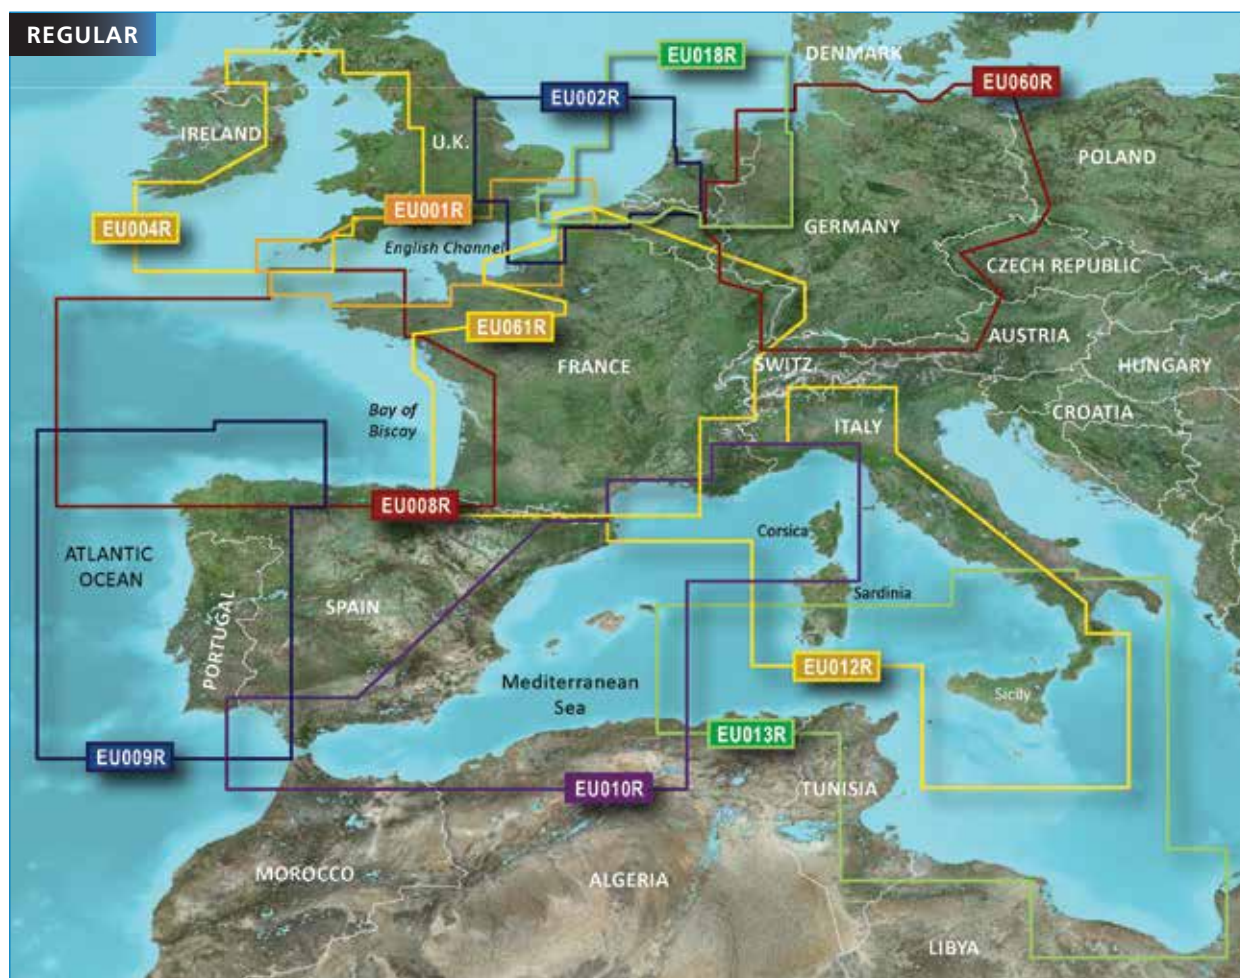 REGULAR
EU018R
DENMARK
EU060R
EU002R
IRELAND
U.K.
POLAND
EU001R
EU004R
GERMANY
English Channel
CZECH REPUBLIC
EU061R
AUSTRIA
FRANCE
SWITZ.
HUNGARY
Bay of
Biscay
CROATIA
ITALY
EU008R
Corsica
ATLANTIC
OCEAN
SPAIN
Sardinia
PORTUGAL
EU012R
Mediterranean
Sea
Sicily
EU013R
EU009R
EU010R
TUNISIA
MOROCCO
ALGERIA
LIBYA